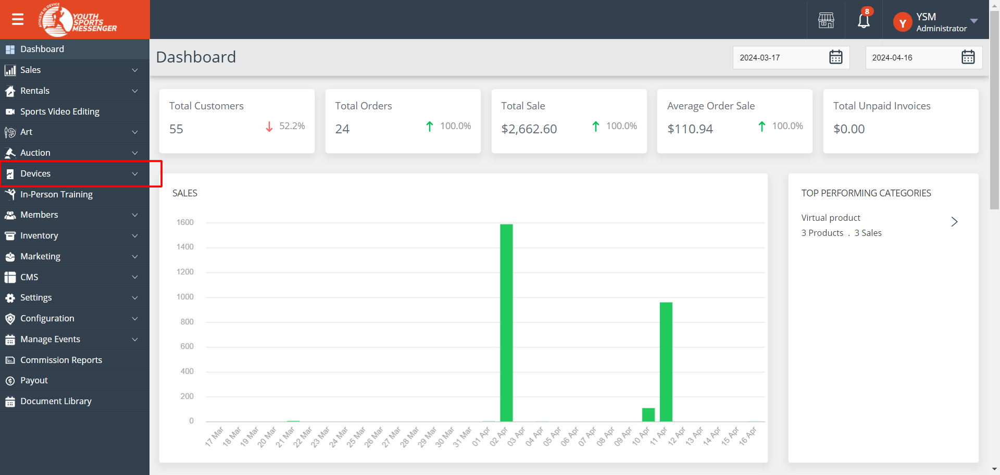 ATHLETE IQ DEVICE
YOUTH
SPORTS
MESSENGER
8
Y
YSM
Administrator
Dashboard
Sales
Rentals
Sports Video Editing
Art
Auction
Devices
In-Person Training
Members
Inventory
Marketing
CMS
Settings
Configuration
Manage Events
Commission Reports
Payout
Document Library
Dashboard
2024-03-17
2024-04-16
Total Customers
55
52.2%
Total Orders
24
100.0%
Total Sale
$2,662.60
100.0%
Average Order Sale
$110.94
100.0%
Total Unpaid Invoices
$0.00
SALES
1600
1400
1200
1000
800
600
400
200
0
17 Mar
18 Mar
19 Mar
20 Mar
21 Mar
22 Mar
23 Mar
24 Mar
25 Mar
26 Mar
27 Mar
28 Mar
29 Mar
30 Mar
31 Mar
01 Apr
02 Apr
03 Apr
04 Apr
05 Apr
06 Apr
07 Apr
08 Apr
09 Apr
10 Apr
11 Apr
12 Apr
13 Apr
14 Apr
15 Apr
16 Apr
TOP PERFORMING CATEGORIES
Virtual product
3 Products . 3 Sales